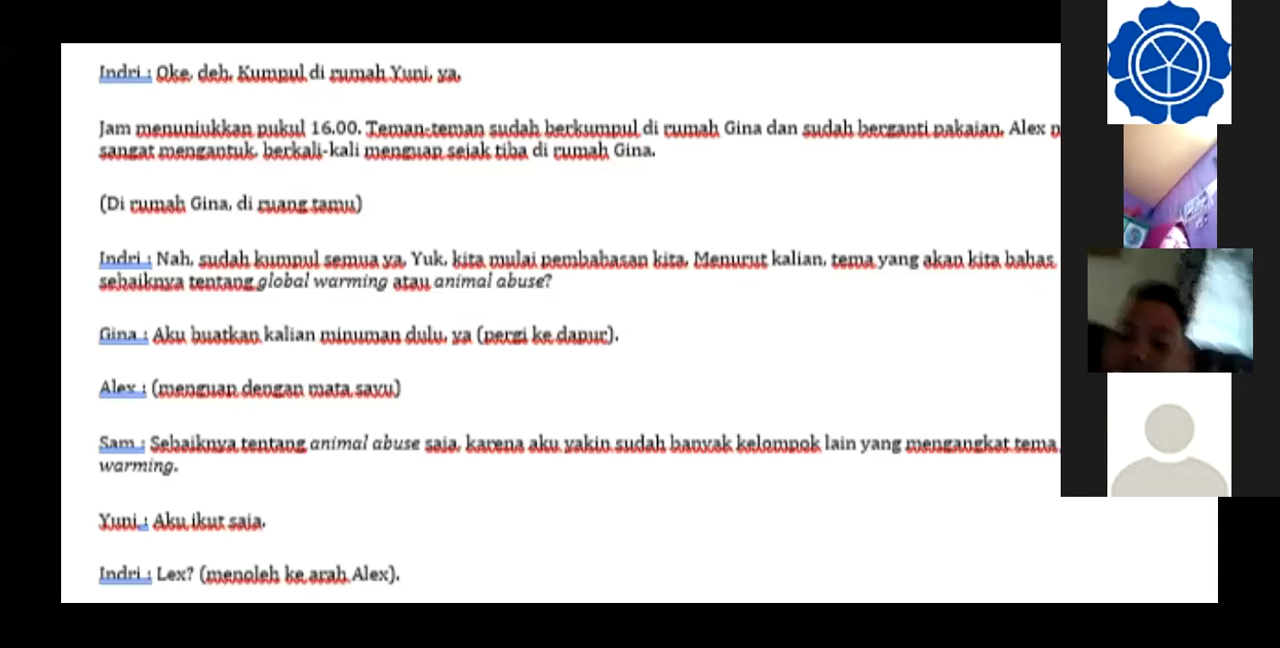 Indri : Oke, deh. Kumpul di rumah Yuni, ya.
Jam menunjukkan pukul 16.00. Teman-teman sudah berkumpul di rumah Gina dan sudah berganti pakaian. Alex
sangat mengantuk, berkali-kali menguap sejak tiba di rumah Gina.
(Di rumah Gina, di ruang tamu)
Indri : Nah, sudah kumpul semua ya. Yuk, kita mulai pembahasan kita. Menurut kalian, tema yang akan kita bahas
sebaiknya tentang global warming atau animal abuse?
Gina : Aku buatkan kalian minuman dulu, ya (pergi ke dapur).
Alex : (menguap dengan mata sayu)
Sam : Sebaiknya tentang animal abuse saja, karena aku yakin sudah banyak kelompok lain yang mengangkat tema
warming.
Yuni : Aku ikut saja.
Indri : Lex? (menoleh ke arah Alex).